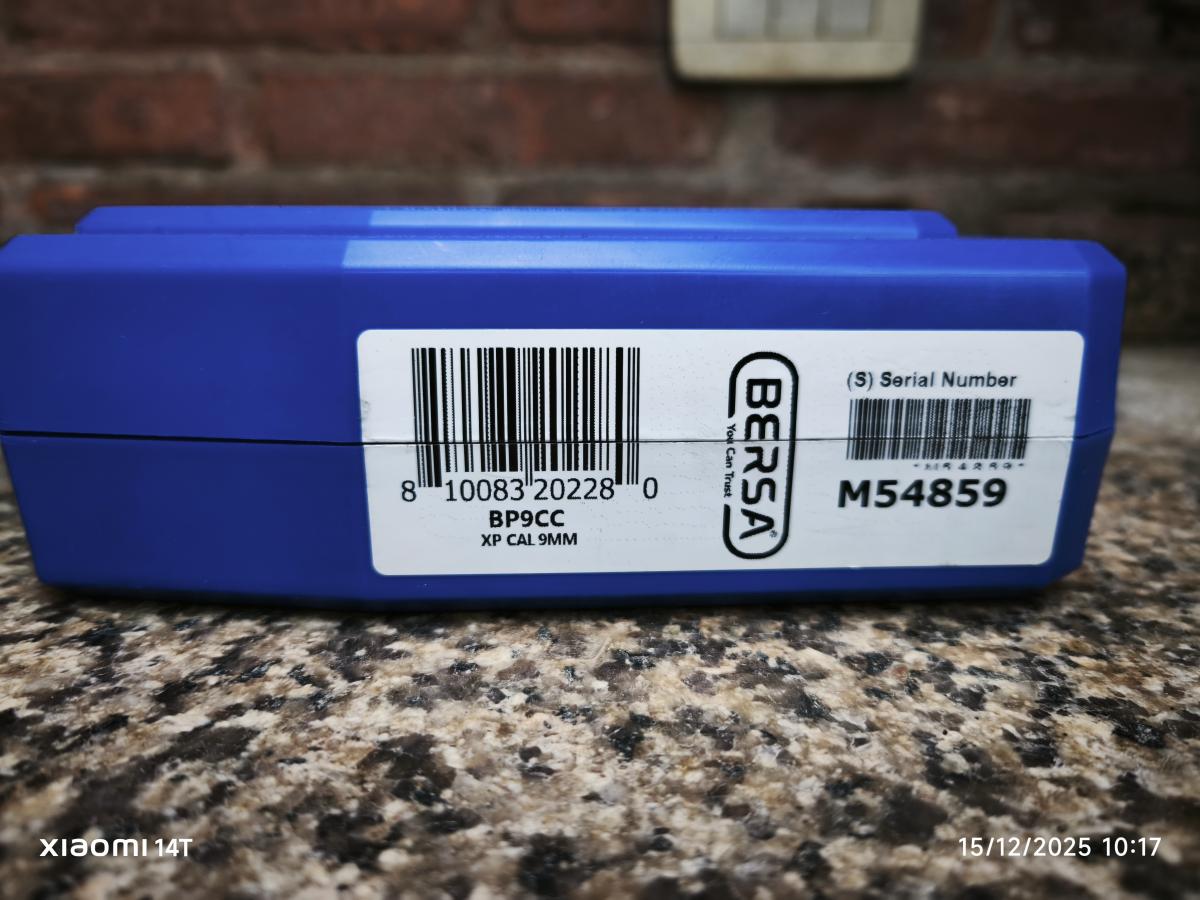 8 10083 20228 0
BP9CC
XP CAL 9MM
BERSA®
You Can Trust
(S) Serial Number
*M54859*
M54859
XIAOMI 14T
15/12/2025 10:17